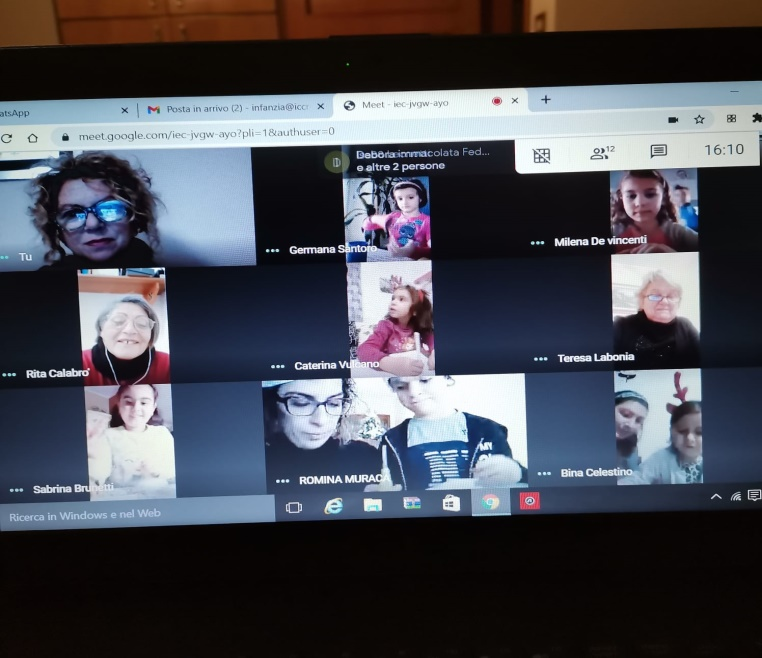 atsApp
Posta in arrivo (2) - infanzia@icc
Meet - iec-jvgw-ayo
meet.google.com/iec-jvgw-ayo?pli=1&authuser=0
Fed...
e altre 2 persone
12
16:10
Tu
Germana Santoro
Milena De vincenti
Rita Calabro'
Caterina Vulcano
Teresa Labonia
Sabrina Brunetti
ROMINA MURACA
Bina Celestino
MY
Ricerca in Windows e nel Web